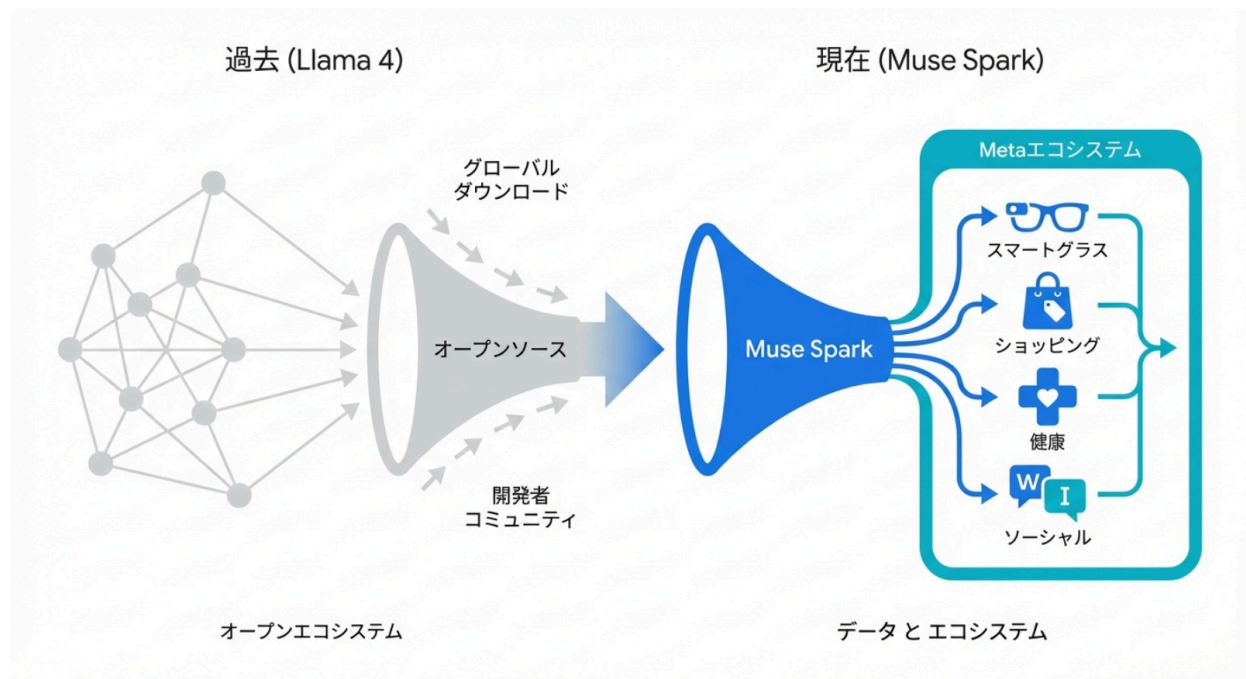 過去 (Llama 4)
現在 (Muse Spark)
グローバル
ダウンロード
オープンソース
開発者
コミュニティ
Muse Spark
Metaエコシステム
スマートグラス
ショッピング
健康
W
I
ソーシャル
オープンエコシステム
データ と エコシステム